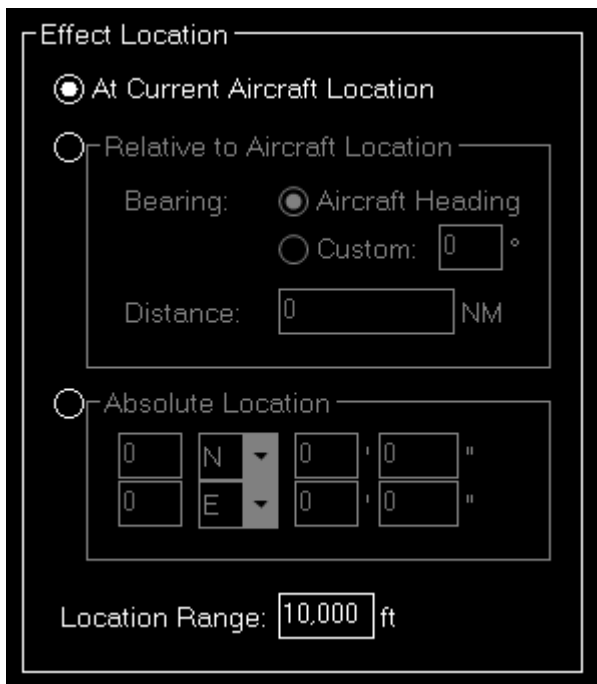 Effect Location
At Current Aircraft Location
Relative to Aircraft Location
Bearing: Aircraft Heading
Custom: 0 °
Distance: 0 NM
Absolute Location
0 N 0 ' 0 "
0 E 0 ' 0 "
Location Range: 10,000 ft